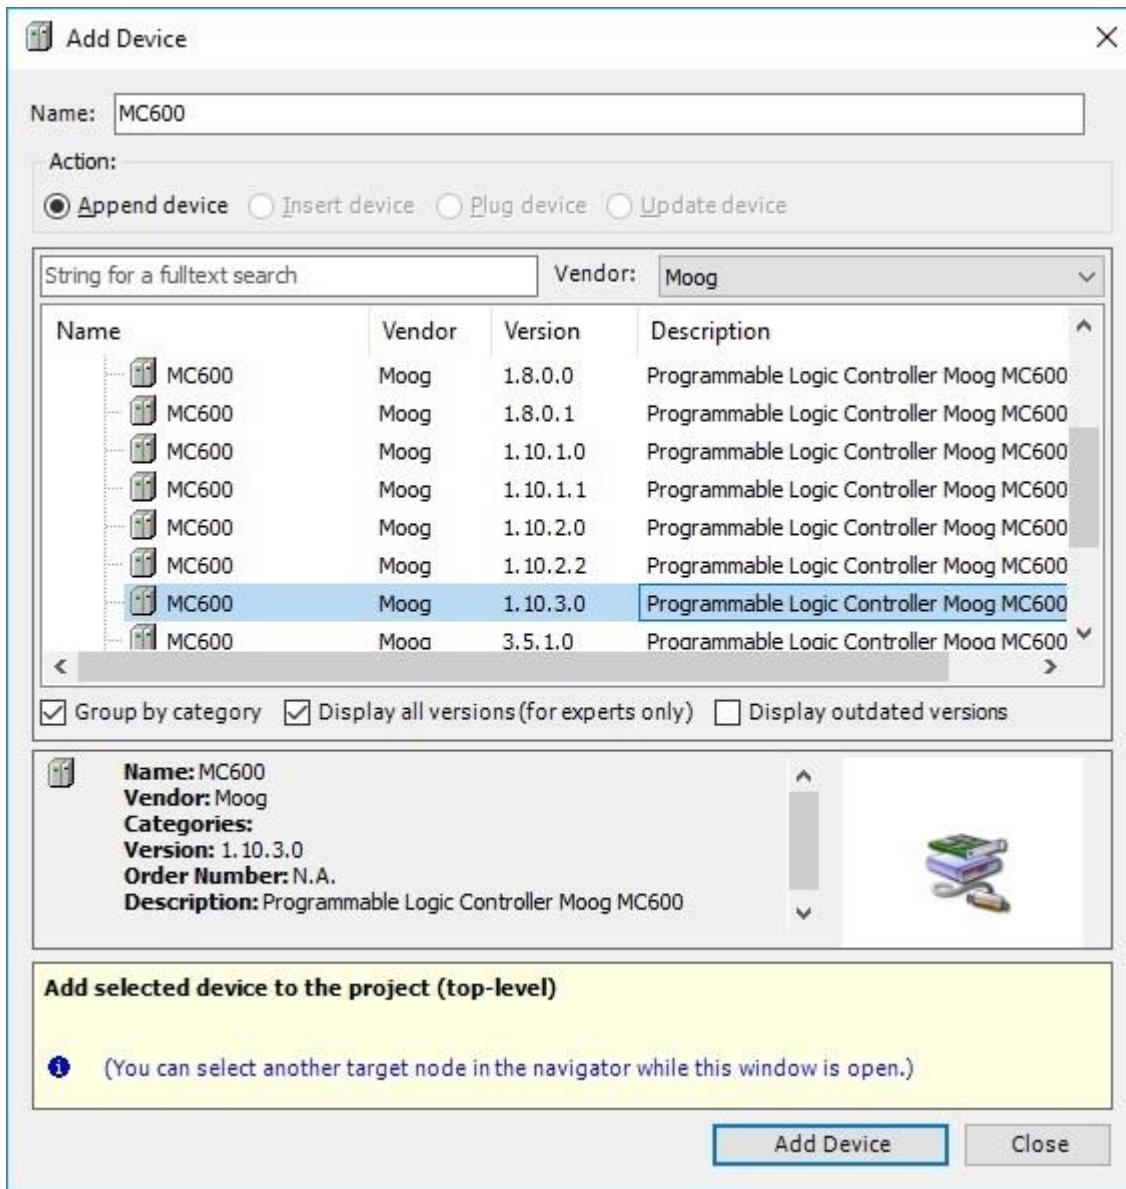 Add Device
Name: MC600
Action:
Append device Insert device Plug device Update device
String for a fulltext search Vendor: Moog
Name Vendor Version Description
MC600 Moog 1.8.0.0 Programmable Logic Controller Moog MC600
MC600 Moog 1.8.0.1 Programmable Logic Controller Moog MC600
MC600 Moog 1.10.1.0 Programmable Logic Controller Moog MC600
MC600 Moog 1.10.1.1 Programmable Logic Controller Moog MC600
MC600 Moog 1.10.2.0 Programmable Logic Controller Moog MC600
MC600 Moog 1.10.2.2 Programmable Logic Controller Moog MC600
MC600 Moog 1.10.3.0 Programmable Logic Controller Moog MC600
MC600 Moog 3.5.1.0 Programmable Logic Controller Moog MC600
Group by category Display all versions (for experts only) Display outdated versions
Name: MC600
Vendor: Moog
Categories:
Version: 1.10.3.0
Order Number: N.A.
Description: Programmable Logic Controller Moog MC600
Add selected device to the project (top-level)
(You can select another target node in the navigator while this window is open.)
Add Device Close